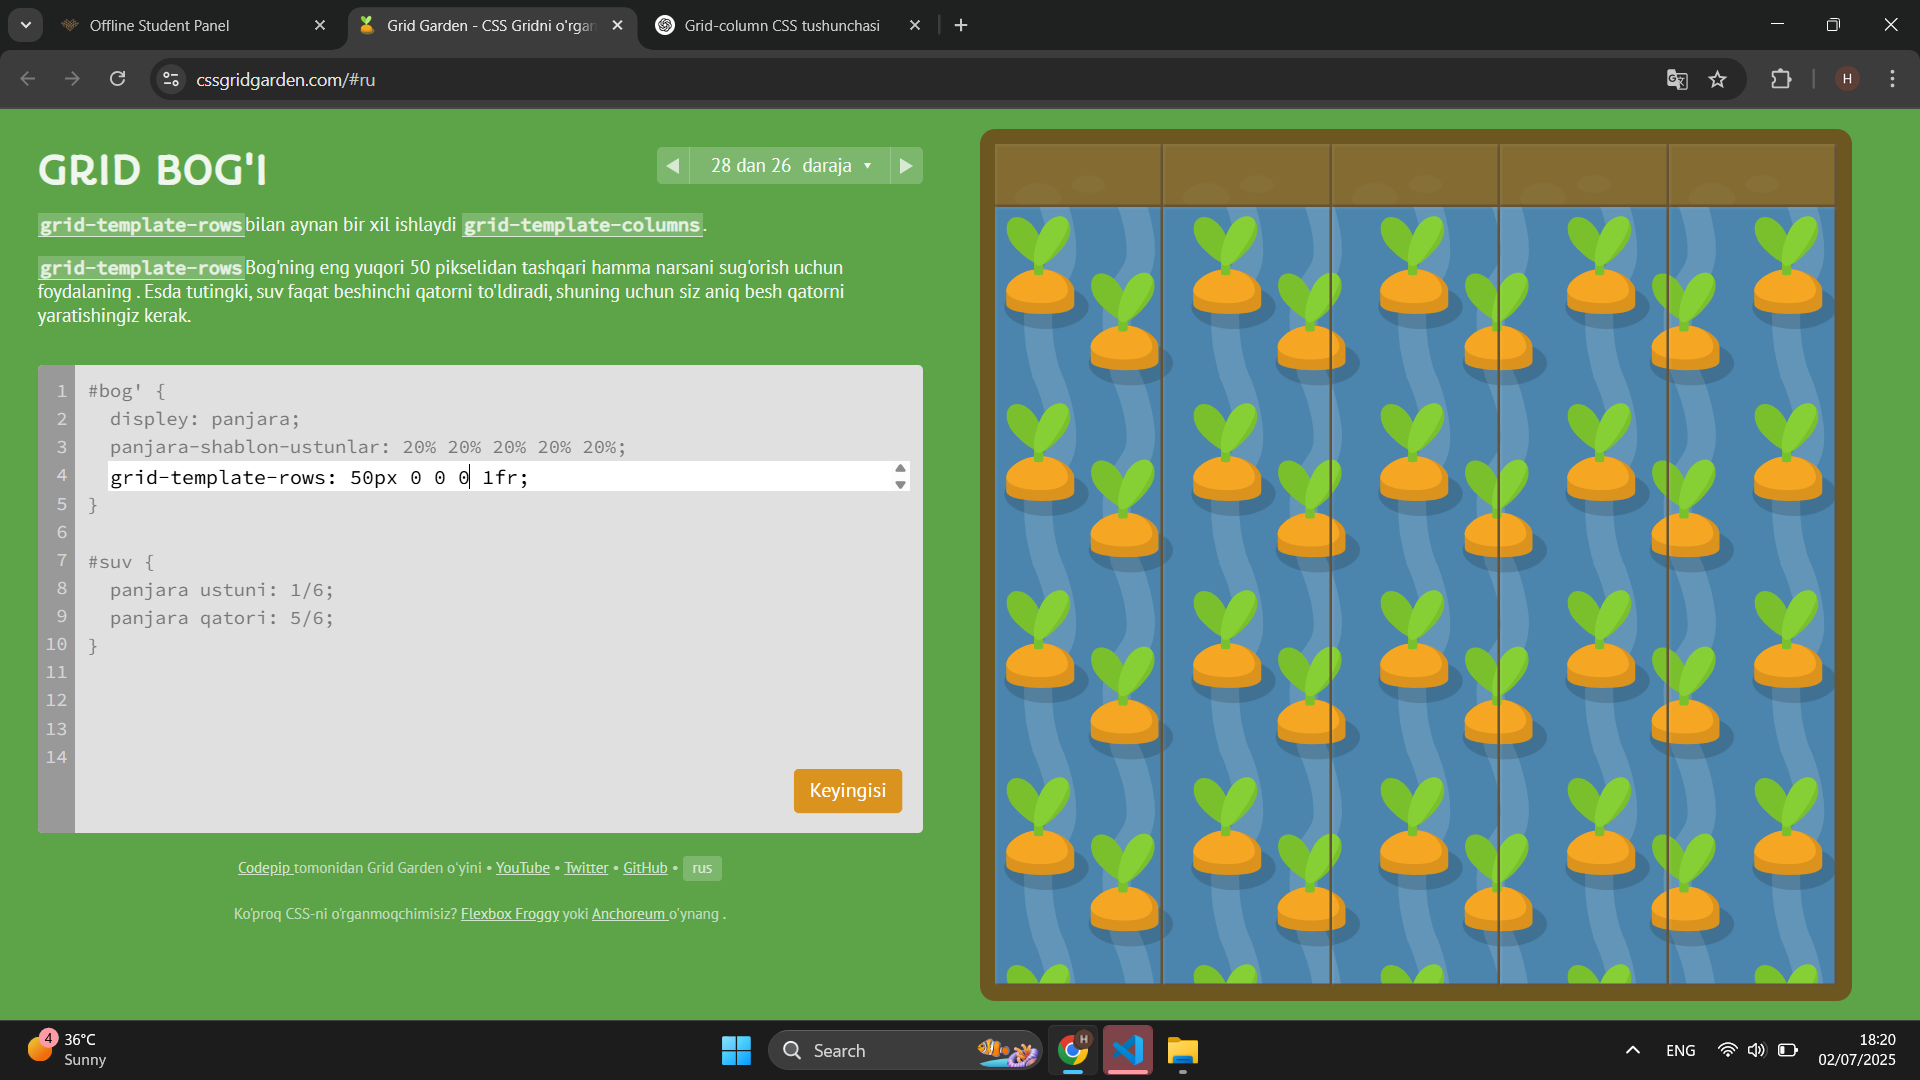 Offline Student Panel
Grid Garden - CSS Gridni o'rgan
Grid-column CSS tushunchasi
cssgridgarden.com/#ru
H
GRID BOG'I
28 dan 26 daraja
grid-template-rows bilan aynan bir xil ishlaydi grid-template-columns.
grid-template-rows Bog'ning eng yuqori 50 pikselidan tashqari hamma narsani sug'orish uchun
foydalaning . Esda tutingki, suv faqat beshinchi qatorni to'ldiradi, shuning uchun siz aniq besh qatorni
yaratishingiz kerak.
1 #bog' {
2 displey: panjara;
3 panjara-shablon-ustunlar: 20% 20% 20% 20% 20%;
4 grid-template-rows: 50px 0 0 0 1fr;
5 }
6
7 #suv {
8 panjara ustuni: 1/6;
9 panjara qatori: 5/6;
10 }
11
12
13
14
Keyingisi
Codepip tomonidan Grid Garden o'yini • YouTube • Twitter • GitHub • rus
Ko'proq CSS-ni o'rganmoqchimisiz? Flexbox Froggy yoki Anchoreum o'ynang .
4
36°C
Sunny
Search
H
ENG
18:20
02/07/2025